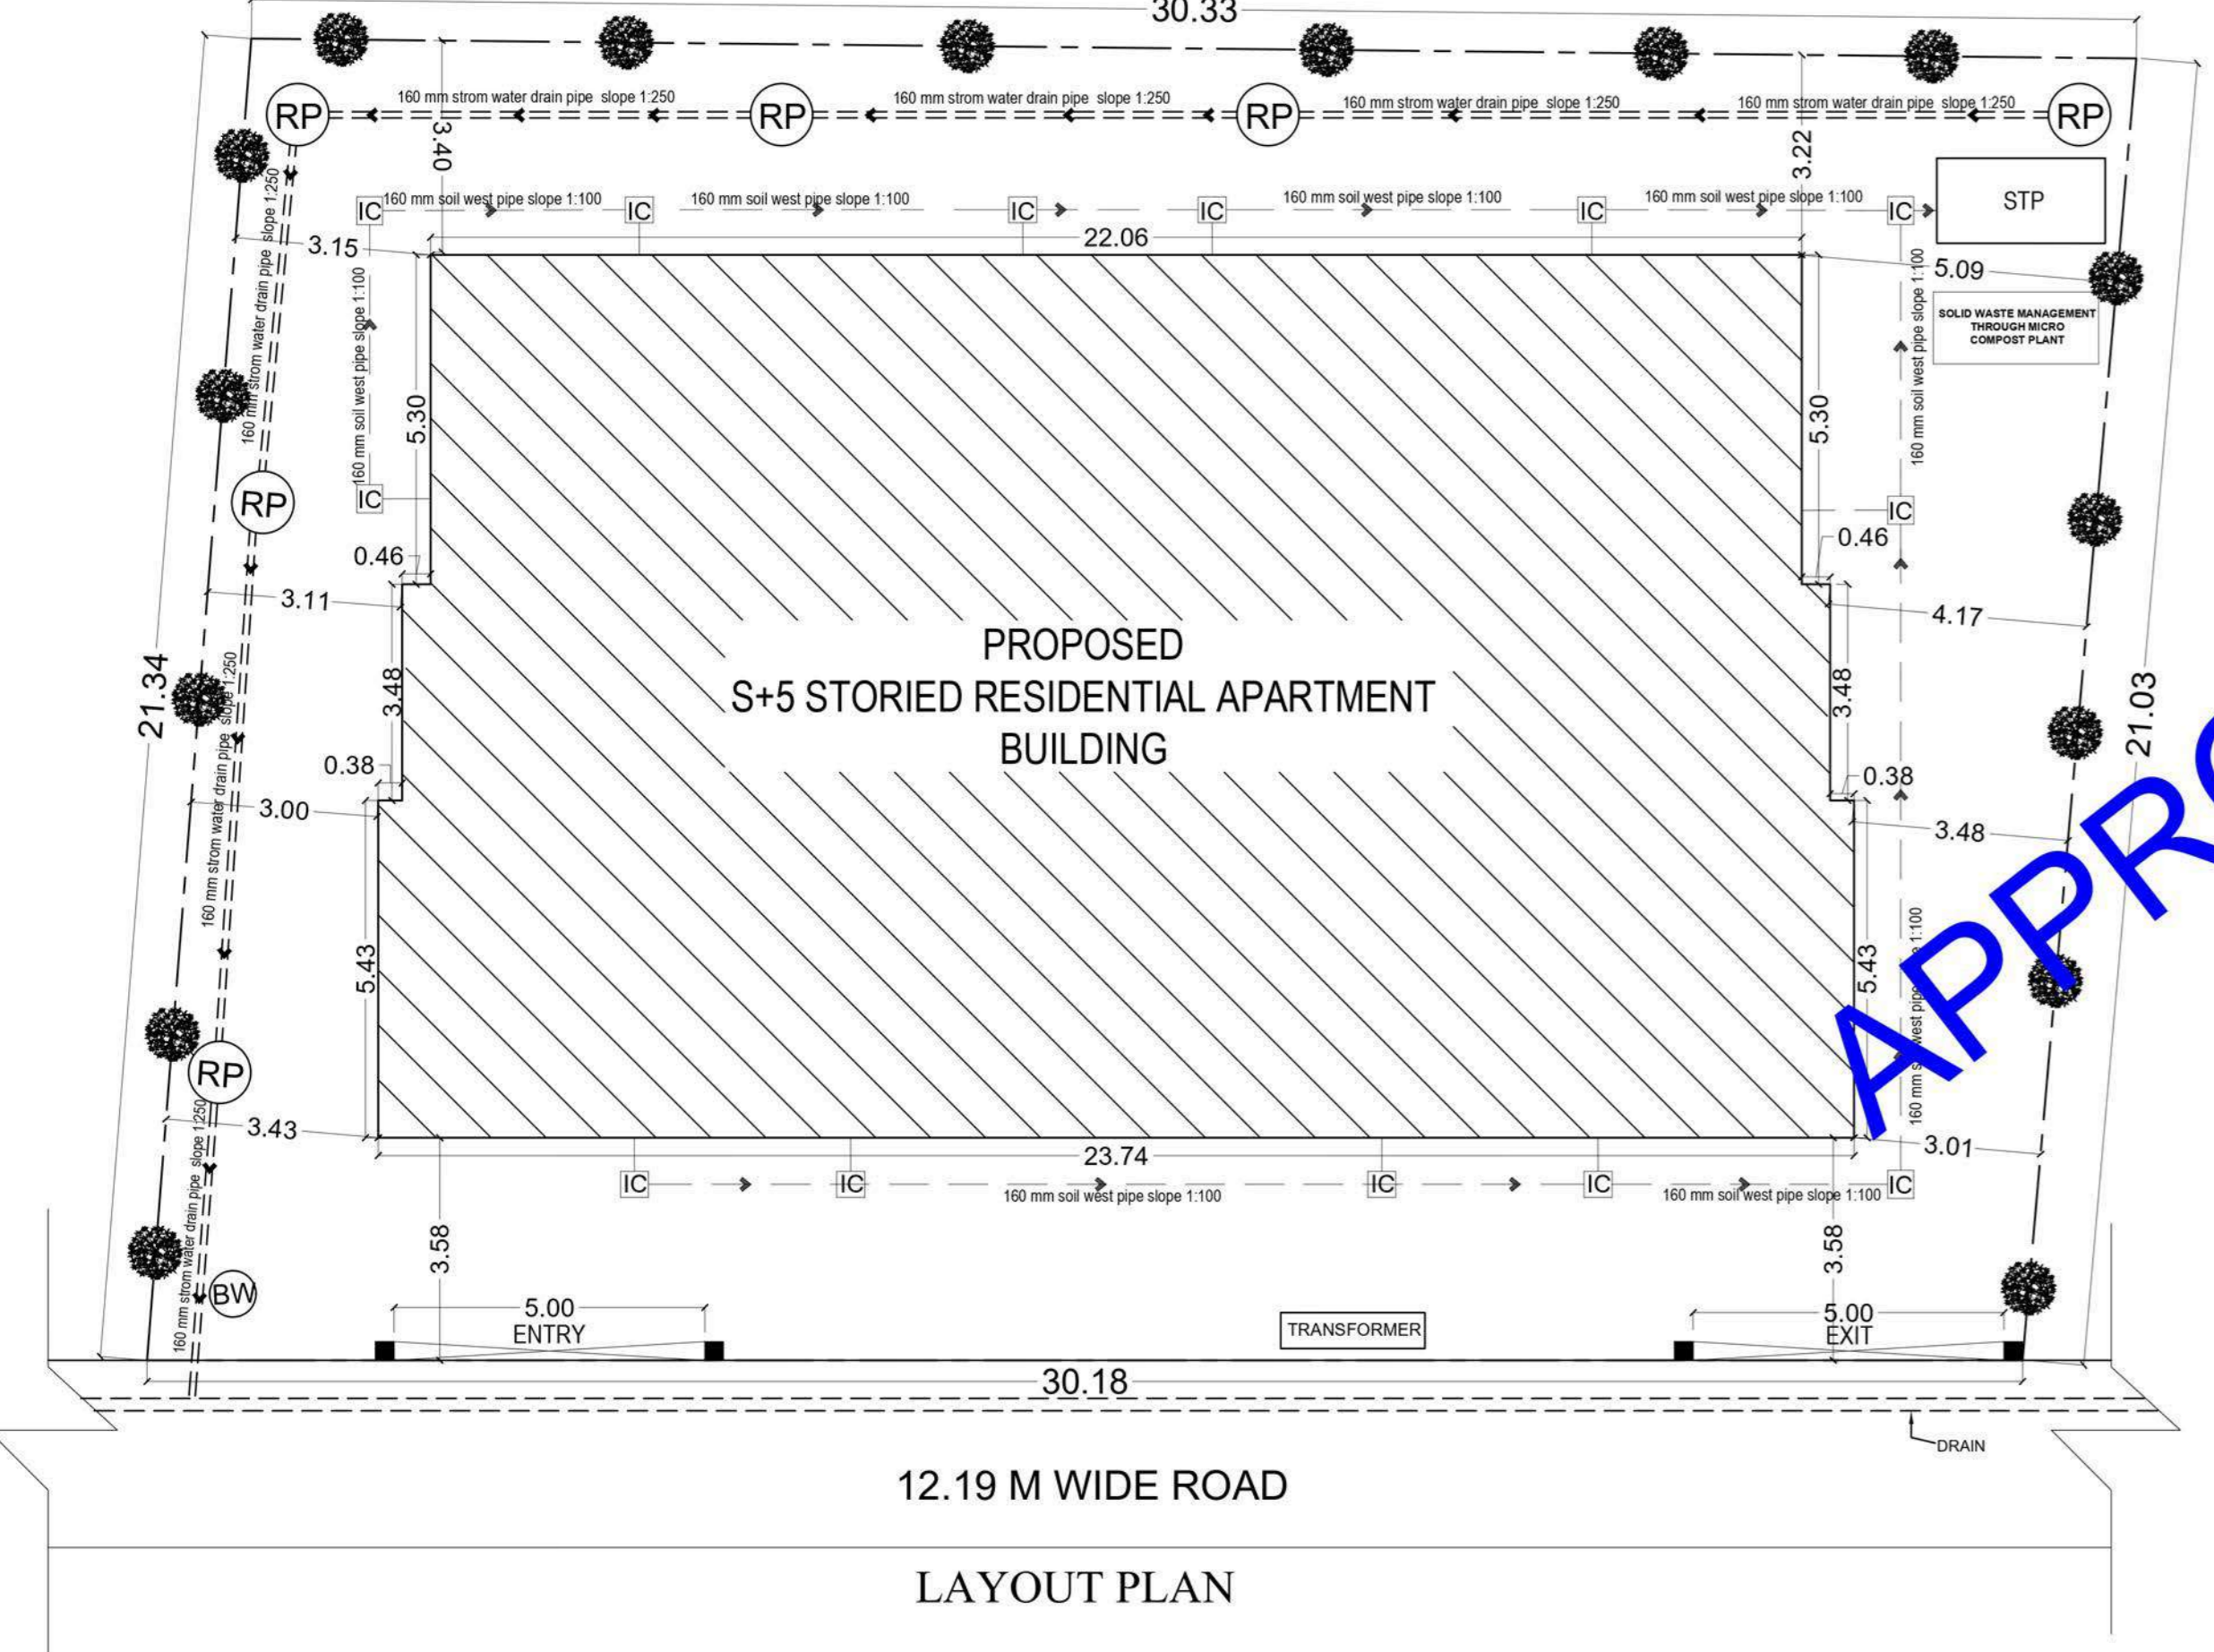 30.33
160 mm strom water drain pipe slope 1:250
160 mm strom water drain pipe slope 1:250
160 mm strom water drain pipe slope 1:250
160 mm strom water drain pipe slope 1:250
RP
RP
RP
RP
3.40
3.22
160 mm soil west pipe slope 1:100
160 mm soil west pipe slope 1:100
160 mm soil west pipe slope 1:100
160 mm soil west pipe slope 1:100
IC
IC
IC
IC
IC
IC
STP
160 mm strom water drain pipe slope 1:250
3.15
22.06
5.09
160 mm soil west pipe slope 1:100
160 mm soil west pipe slope 1:100
SOLID WASTE MANAGEMENT
THROUGH MICRO
COMPOST PLANT
5.30
5.30
RP
IC
IC
0.46
0.46
3.11
4.17
PROPOSED
S+5 STORIED RESIDENTIAL APARTMENT
BUILDING
21.34
3.48
3.48
21.03
160 mm strom water drain pipe slope 1:250
0.38
0.38
3.00
3.48
APPR
5.43
5.43
160 mm soil west pipe slope 1:100
RP
3.43
3.01
23.74
IC
IC
IC
IC
IC
160 mm soil west pipe slope 1:100
160 mm soil west pipe slope 1:100
160 mm strom water drain pipe slope 1:250
3.58
3.58
BW
5.00
ENTRY
TRANSFORMER
5.00
EXIT
30.18
DRAIN
12.19 M WIDE ROAD
LAYOUT PLAN